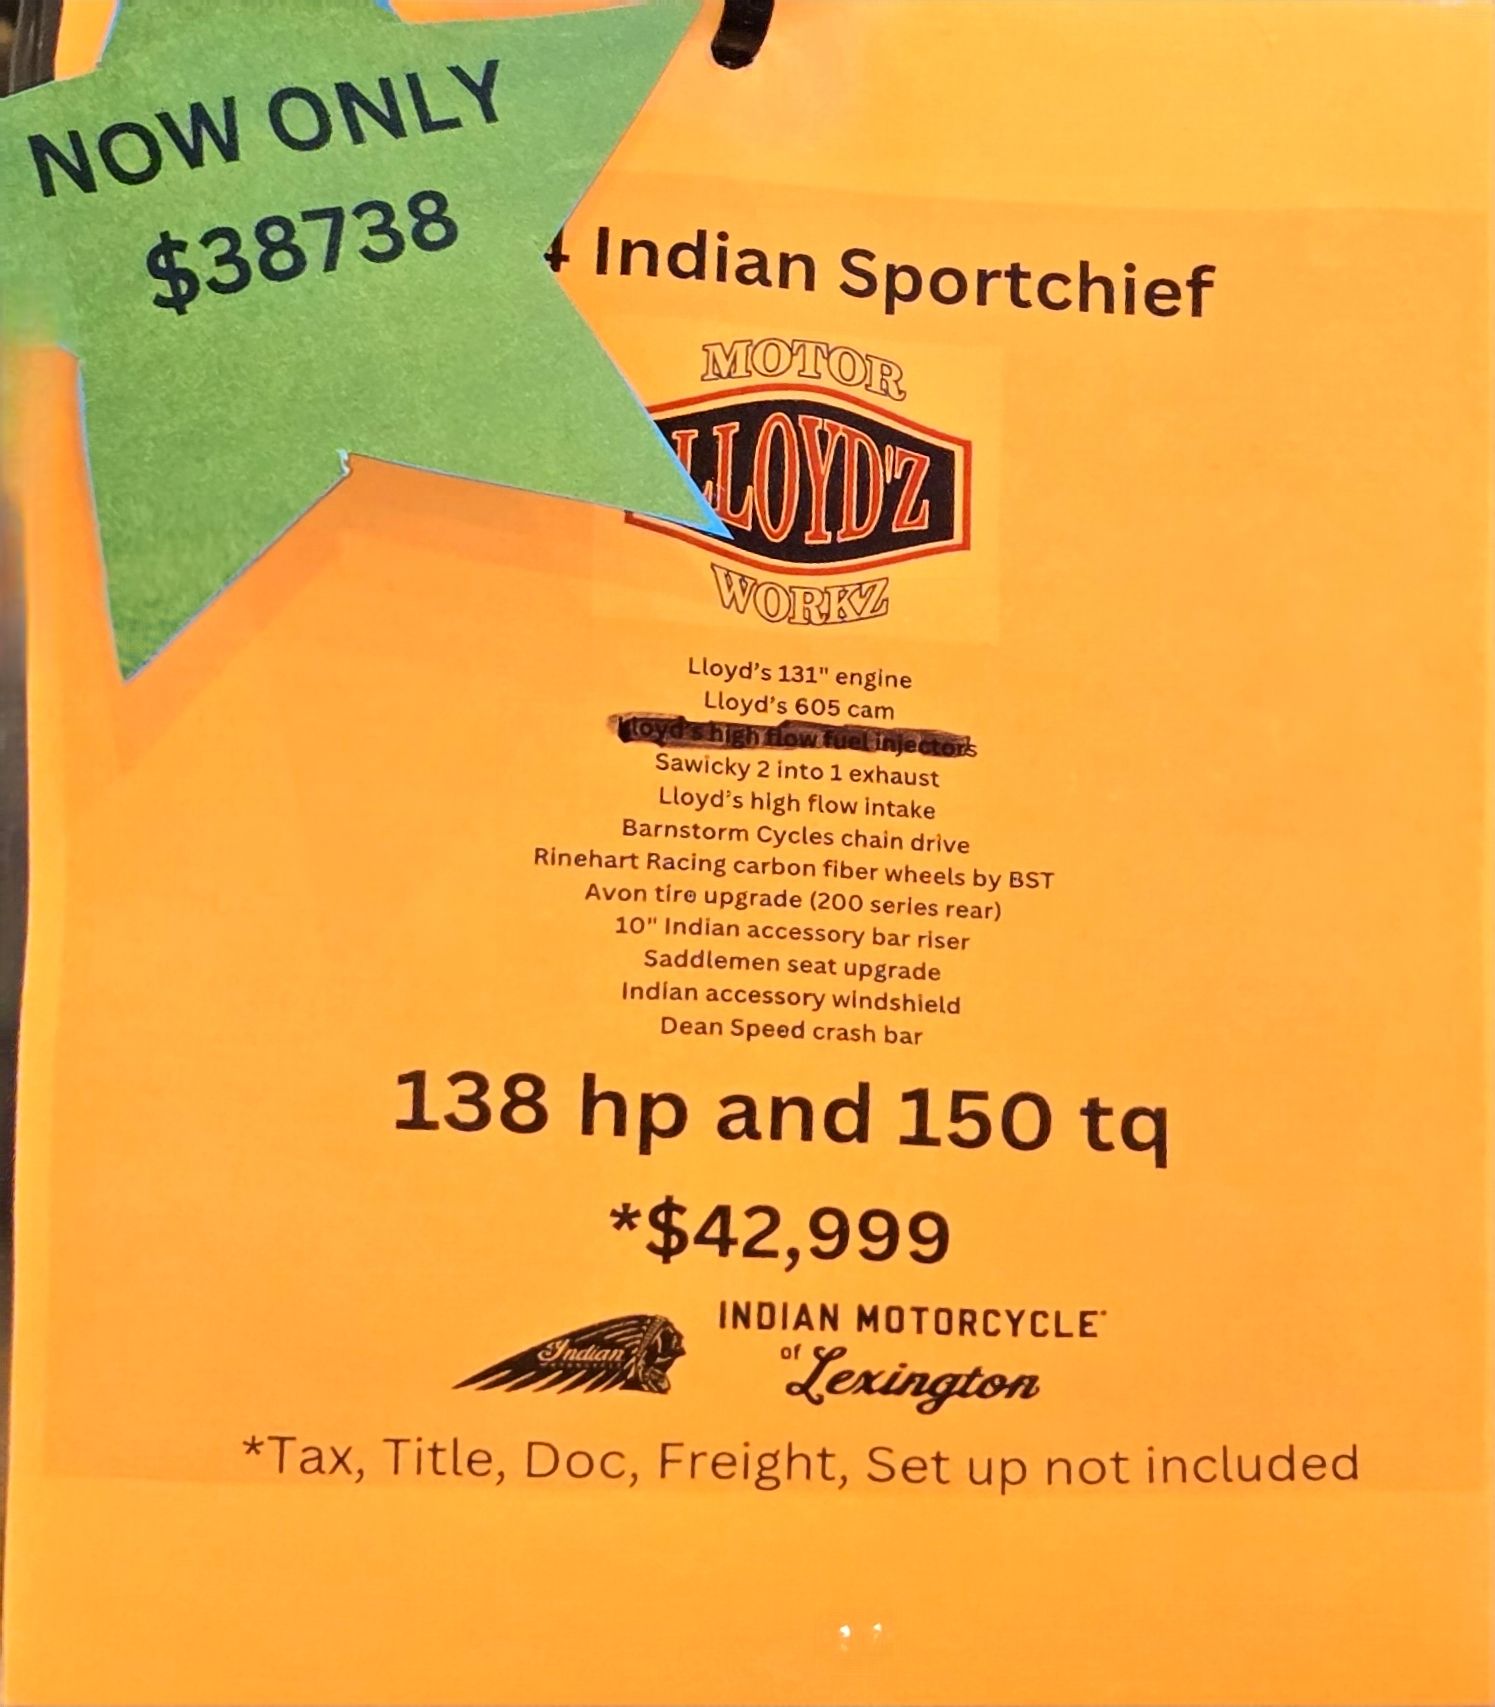 NOW ONLY
$38738
4 Indian Sportchief
MOTOR
LLOYD'Z
WORKZ
Lloyd's 131" engine
Lloyd's 605 cam
Lloyd's high flow fuel injectors
Sawicky 2 into 1 exhaust
Lloyd's high flow intake
Barnstorm Cycles chain drive
Rinehart Racing carbon fiber wheels by BST
Avon tire upgrade (200 series rear)
10" Indian accessory bar riser
Saddlemen seat upgrade
Indian accessory windshield
Dean Speed crash bar
138 hp and 150 tq
*$42,999
Indian
INDIAN MOTORCYCLE
of Lexington
*Tax, Title, Doc, Freight, Set up not included